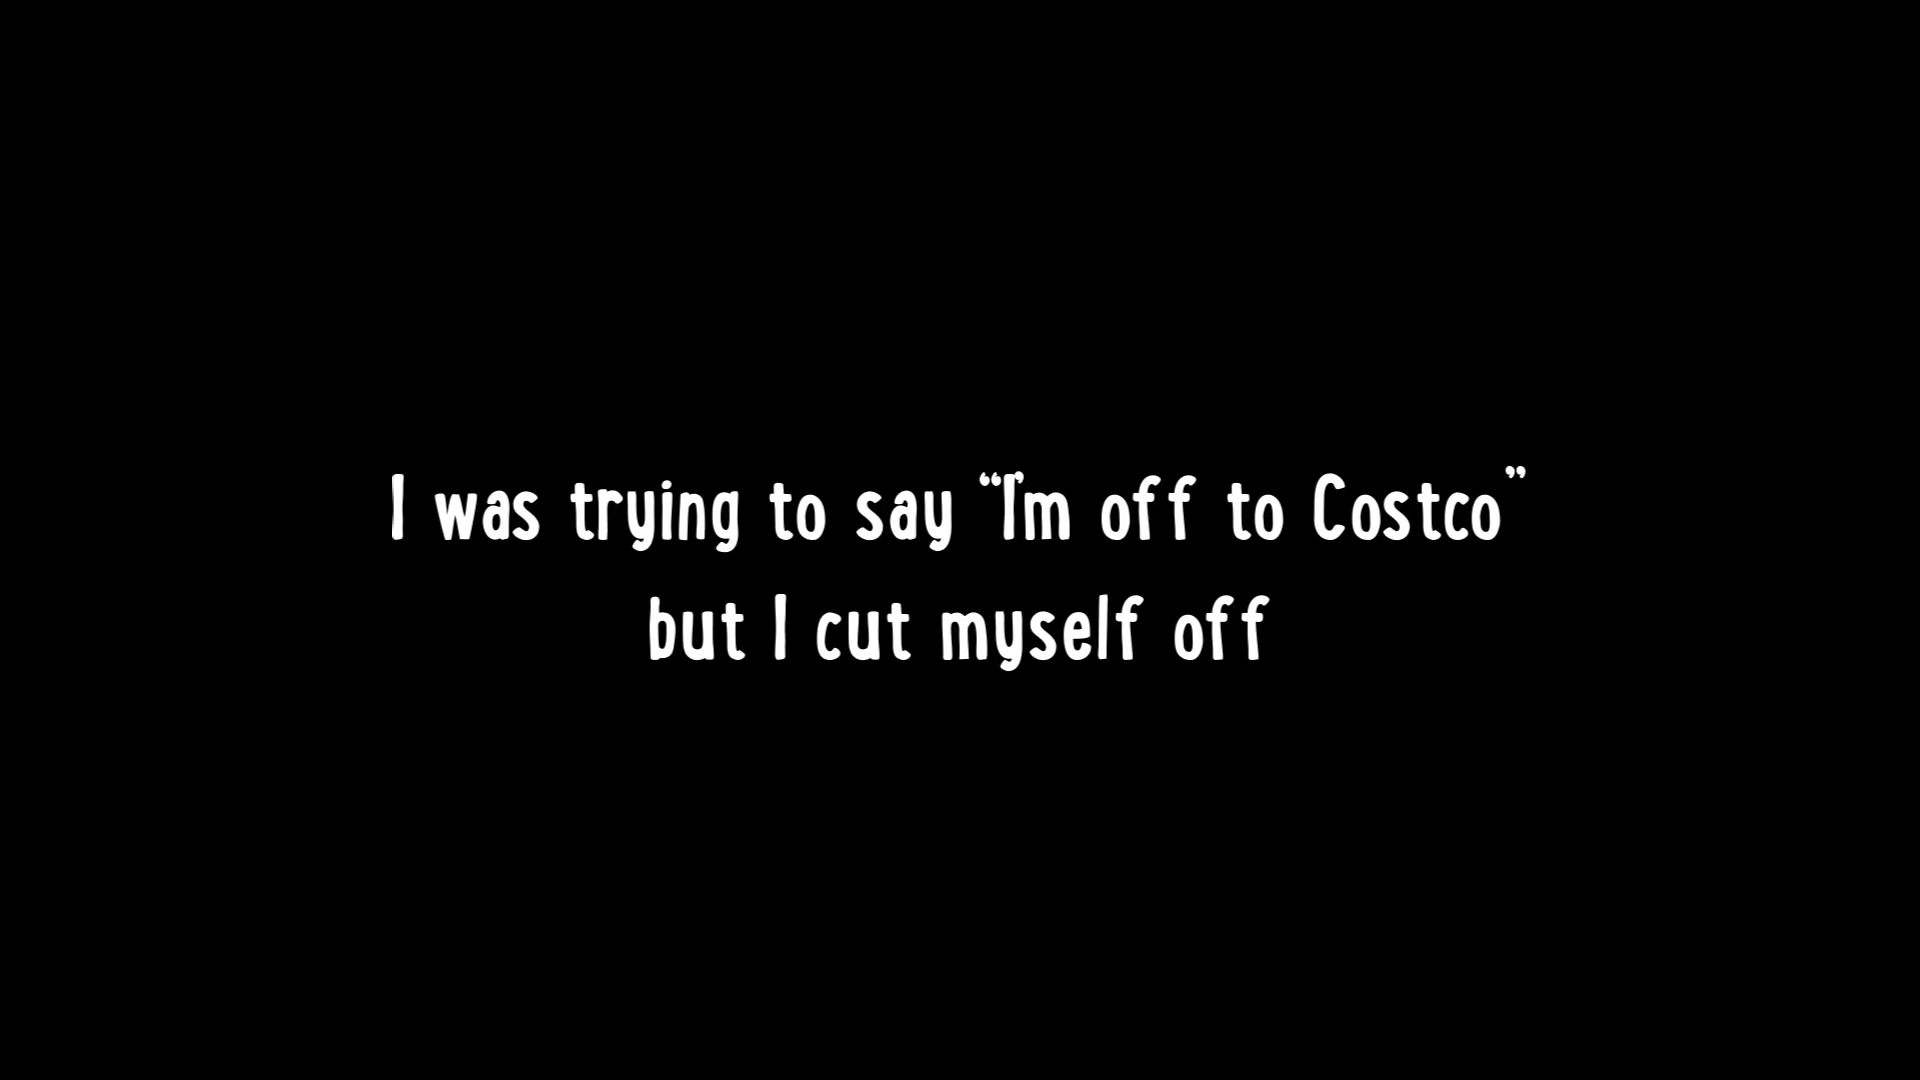 I was trying to say “I’m off to Costco”
but I cut myself off